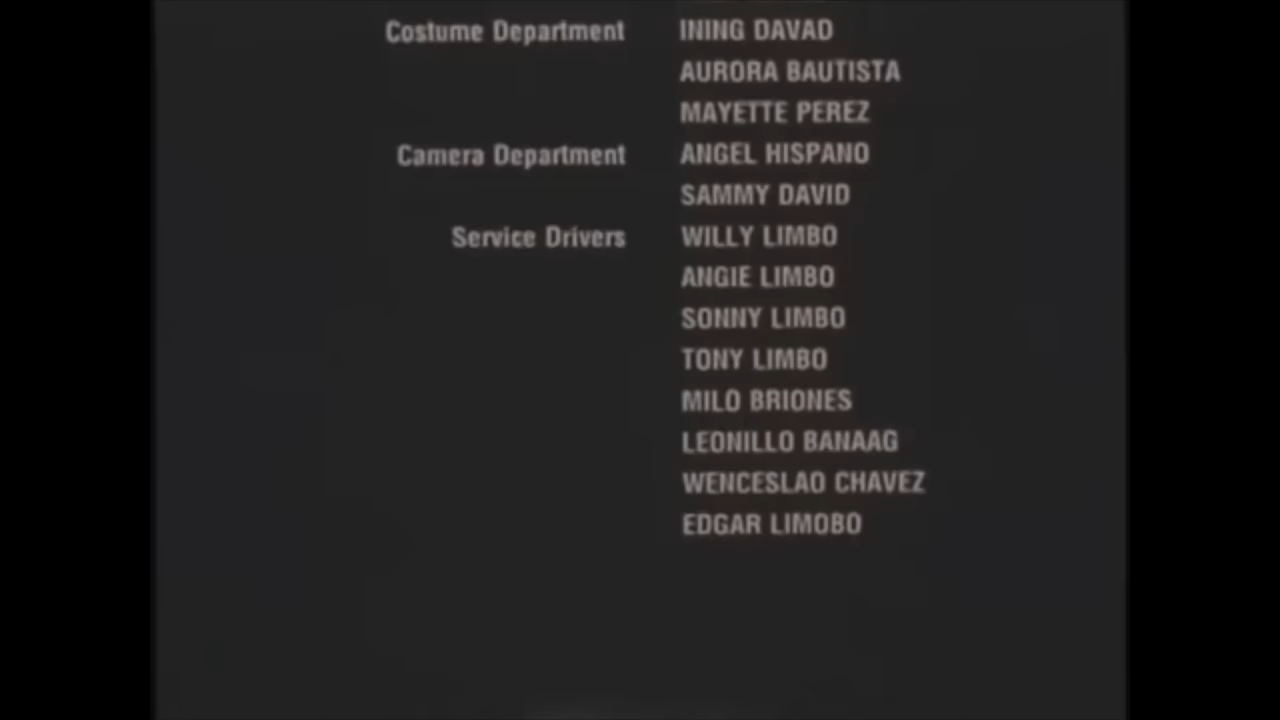 Costume Department INING DAVAD
AURORA BAUTISTA
MAYETTE PEREZ
Camera Department ANGEL HISPANO
SAMMY DAVID
Service Drivers WILLY LIMBO
ANGIE LIMBO
SONNY LIMBO
TONY LIMBO
MILO BRIONES
LEONILLO BANAAG
WENCESLAO CHAVEZ
EDGAR LIMOBO